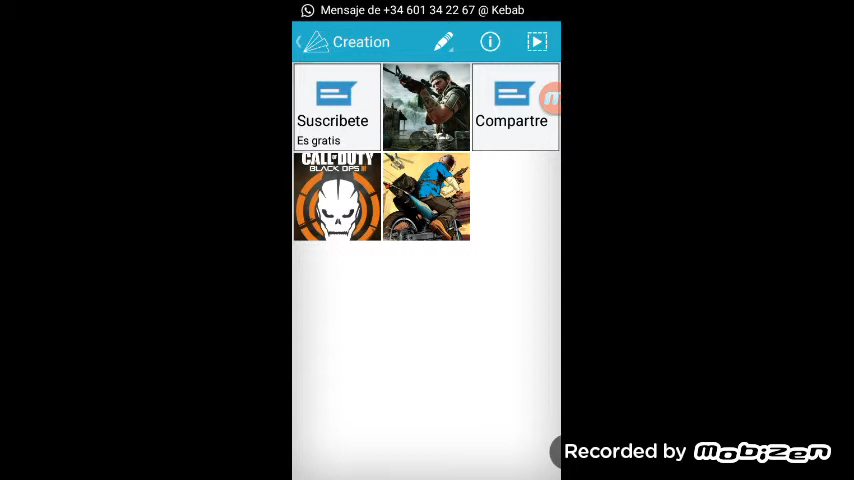 Mensaje de +34 601 34 22 67 @ Kebab
Creation
Suscribete
Es gratis
Compartre
CALL OF DUTY
BLACK OPS III
Recorded by mobizen